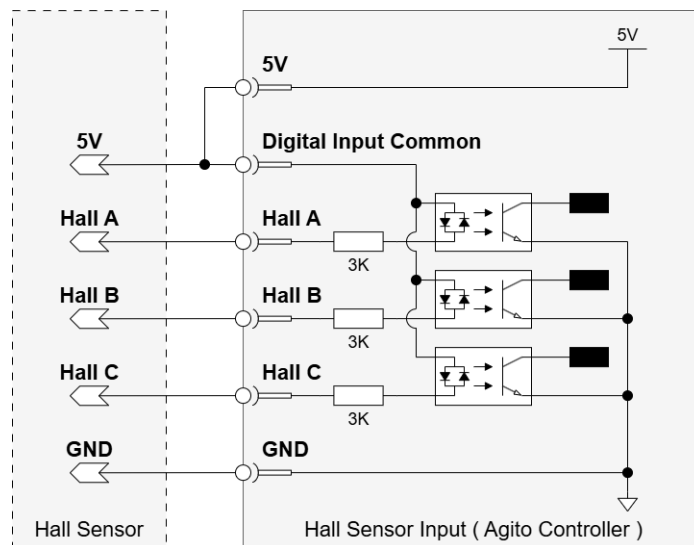 5V
5V
5V
Digital Input Common
Hall A
Hall A
3K
Hall B
Hall B
3K
Hall C
Hall C
3K
GND
GND
Hall Sensor
Hall Sensor Input ( Agito Controller )